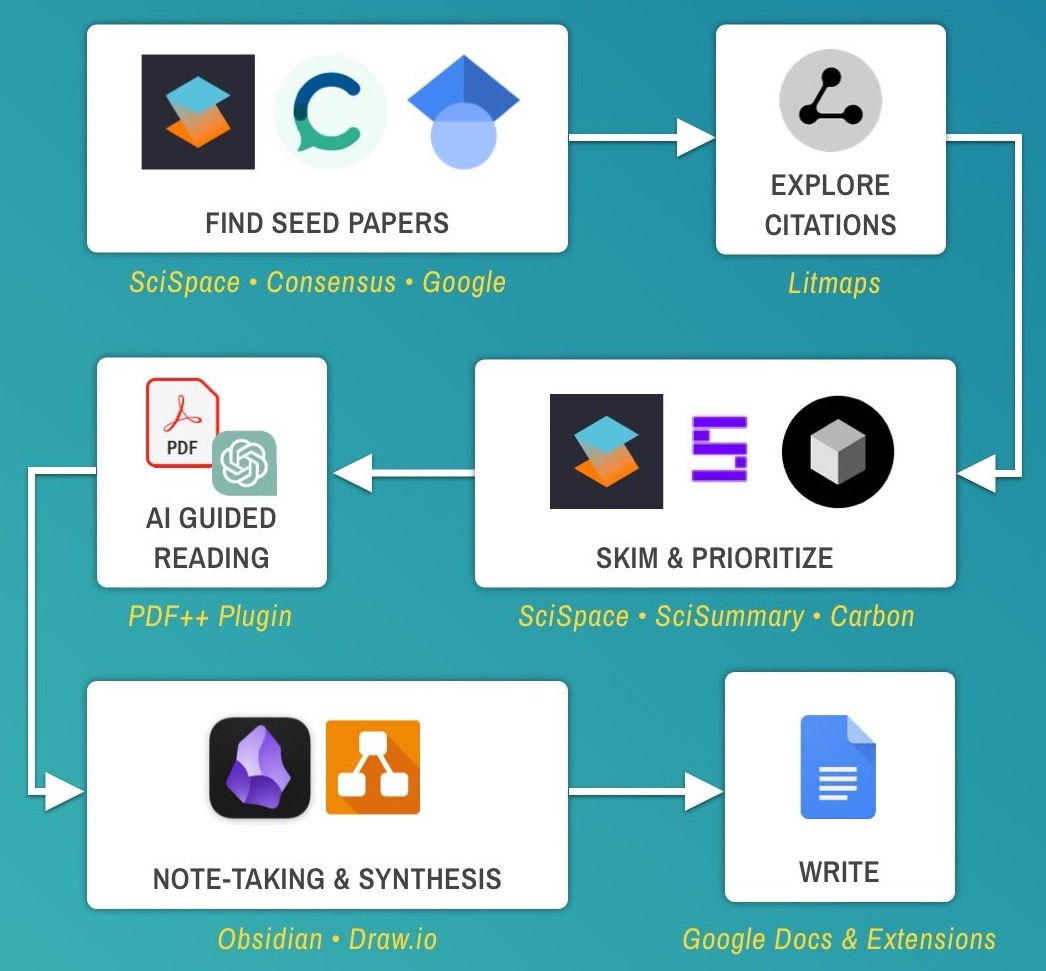 FIND SEED PAPERS
SciSpace • Consensus • Google
EXPLORE
CITATIONS
Litmaps
SKIM & PRIORITIZE
SciSpace • SciSummary • Carbon
PDF
AI GUIDED
READING
PDF++ Plugin
NOTE-TAKING & SYNTHESIS
Obsidian • Draw.io
WRITE
Google Docs & Extensions